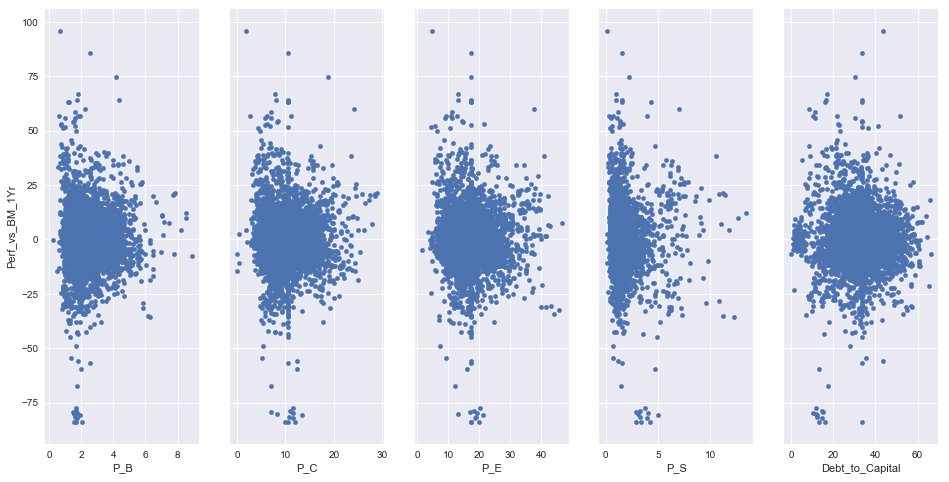 100
75
50
25
0
−25
−50
−75
Perf_vs_BM_1Yr
0 2 4 6 8
P_B
0 10 20 30
P_C
0 10 20 30 40
P_E
0 5 10
P_S
0 20 40 60
Debt_to_Capital